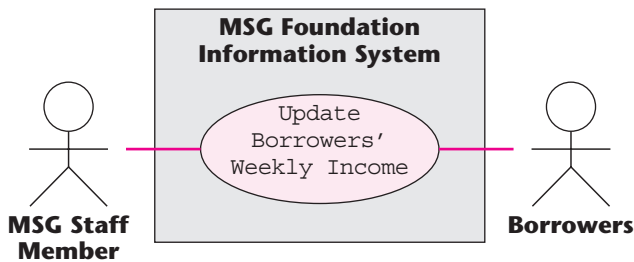 MSG Foundation
Information System
Update
Borrowers’
Weekly Income
MSG Staff
Member
Borrowers